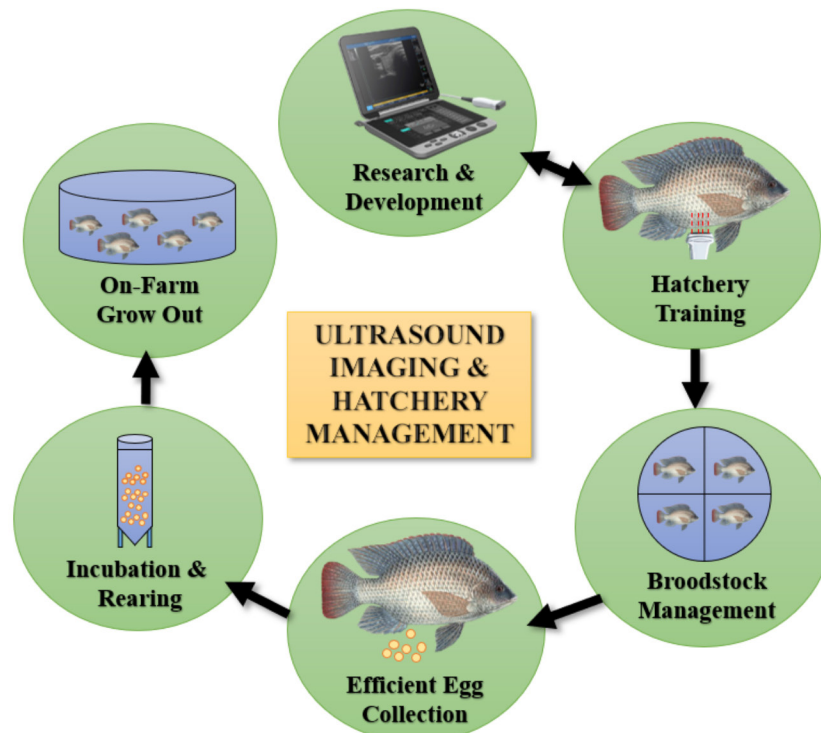 Research &
Development
Hatchery
Training
On-Farm
Grow Out
ULTRASOUND
IMAGING &
HATCHERY
MANAGEMENT
Incubation &
Rearing
Broodstock
Management
Efficient Egg
Collection